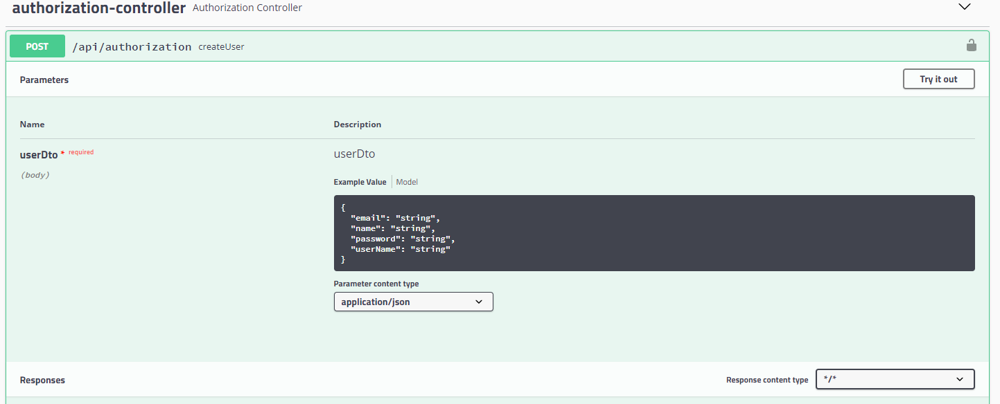 authorization-controller Authorization Controller
POST /api/authorization createUser
Parameters Try it out
Name Description
userDto * required userDto
(body)
Example Value Model
{
  "email": "string",
  "name": "string",
  "password": "string",
  "userName": "string"
}
Parameter content type
application/json
Responses Response content type */*